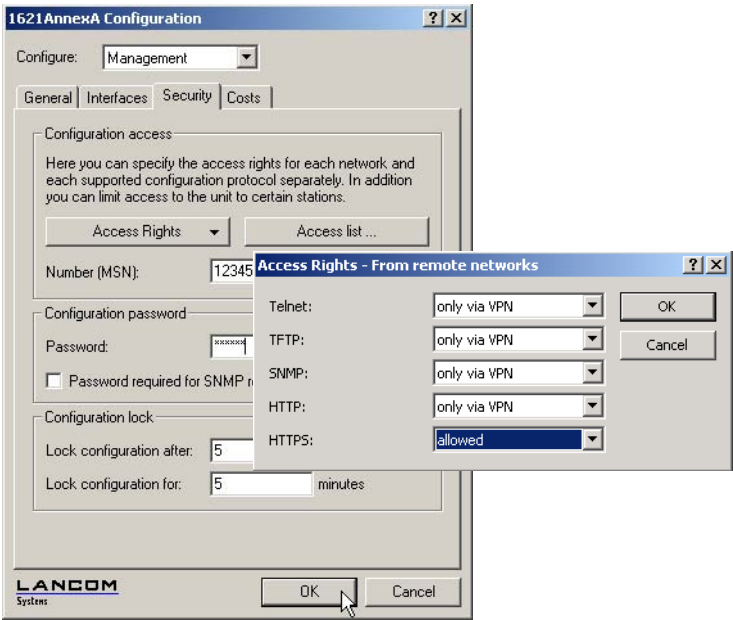 1621AnnexA Configuration
Configure: Management
General Interfaces Security Costs
Configuration access
Here you can specify the access rights for each network and
each supported configuration protocol separately. In addition
you can limit access to the unit to certain stations.
Access Rights Access list ...
Number (MSN): 12345
Configuration password
Password: xxxxxx
Password required for SNMP r
Configuration lock
Lock configuration after: 5
Lock configuration for: 5 minutes
LANCOM
Systems
OK Cancel
Access Rights - From remote networks
Telnet: only via VPN OK
TFTP: only via VPN Cancel
SNMP: only via VPN
HTTP: only via VPN
HTTPS: allowed